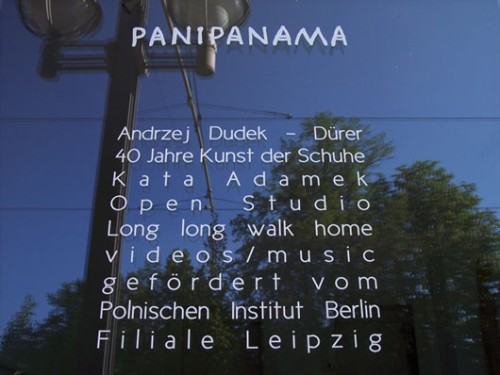 PANIPANAMA
Andrzej Dudek - Dürer
40 Jahre Kunst der Schuhe
Kata Adamek
Open Studio
Long long walk home
videos/music
gefördert vom
Polnischen Institut Berlin
Filiale Leipzig